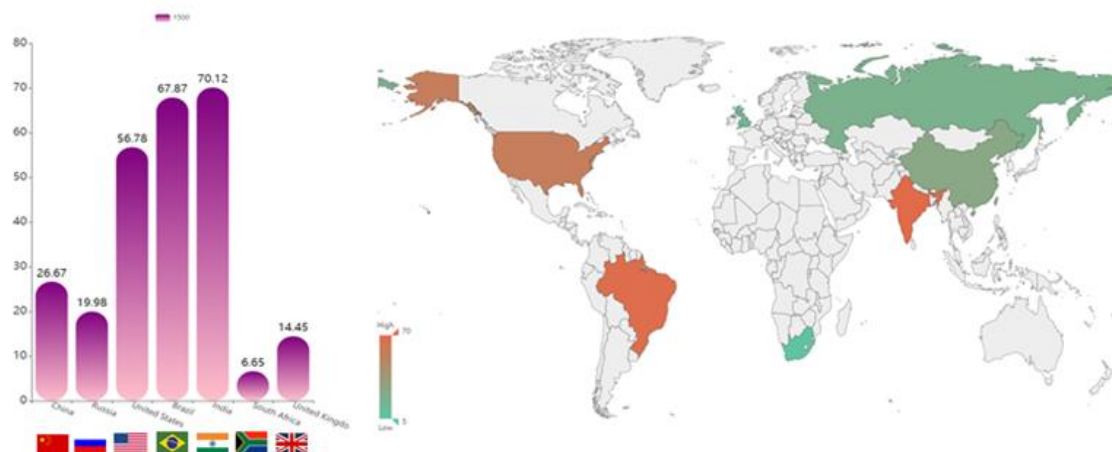 1500
80
70
60
50
40
30
20
10
0
26.67
19.98
56.78
67.87
70.12
6.65
14.45
China
Russia
United States
Brazil
India
South Africa
United Kingdo
High
70
5
Low